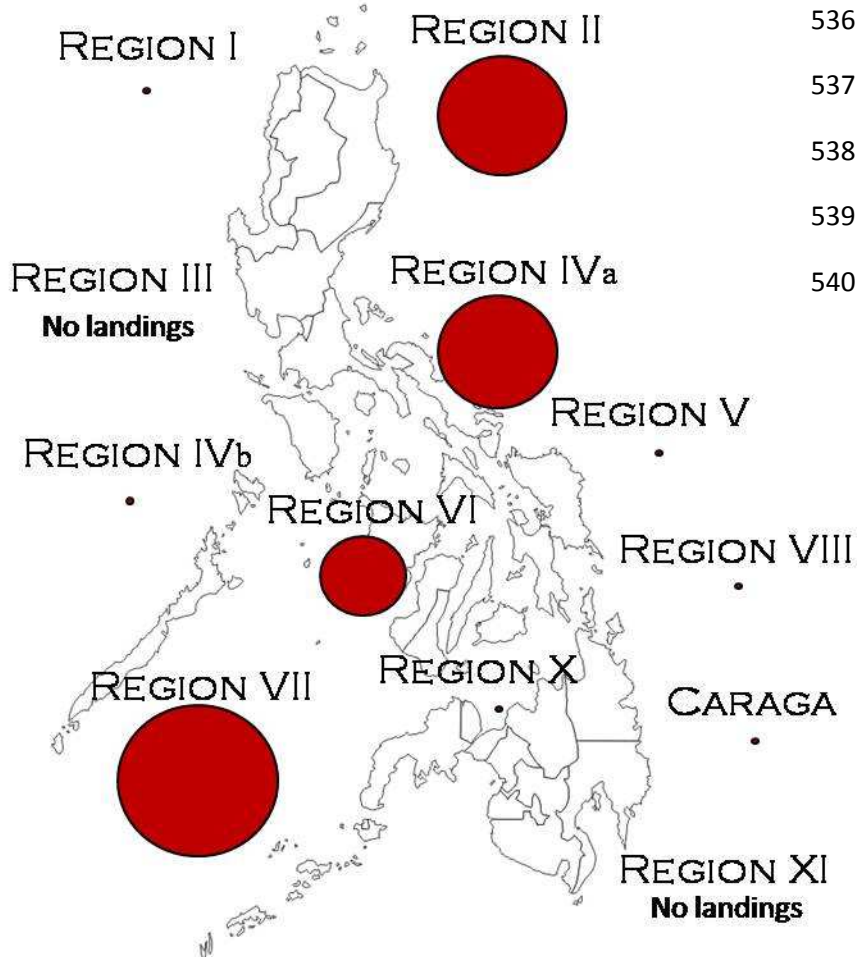 536
REGION II
REGION I
537
538
539
REGION IVa
REGION III
540
No landings
REGION V
REGION IVb
REGION VI
REGION VIII
REGION X
REGION VII
CARAGA
REGION XI
No landings